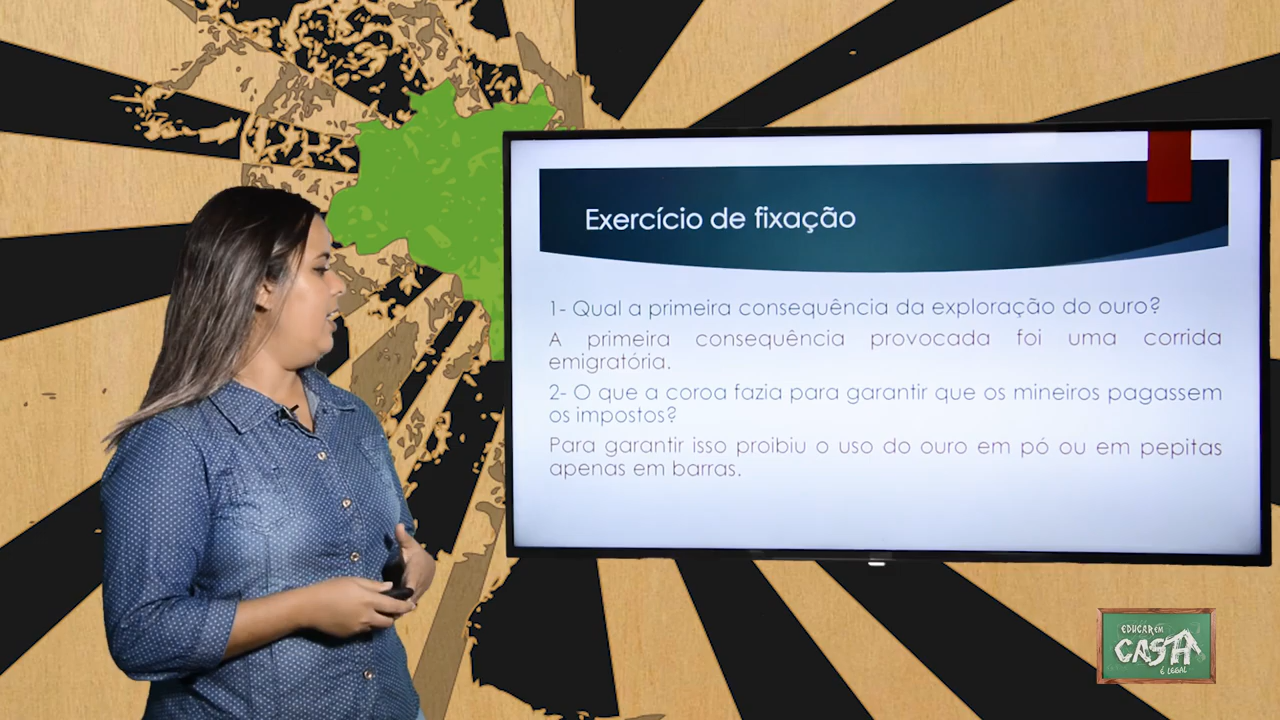 Exercício de fixação
1- Qual a primeira consequência da exploração do ouro?
A primeira consequência provocada foi uma corrida
emigratória.
2- O que a coroa fazia para garantir que os mineiros pagassem
os impostos?
Para garantir isso proibiu o uso do ouro em pó ou em pepitas
apenas em barras.
EDUCAR EM
CASA
É LEGAL